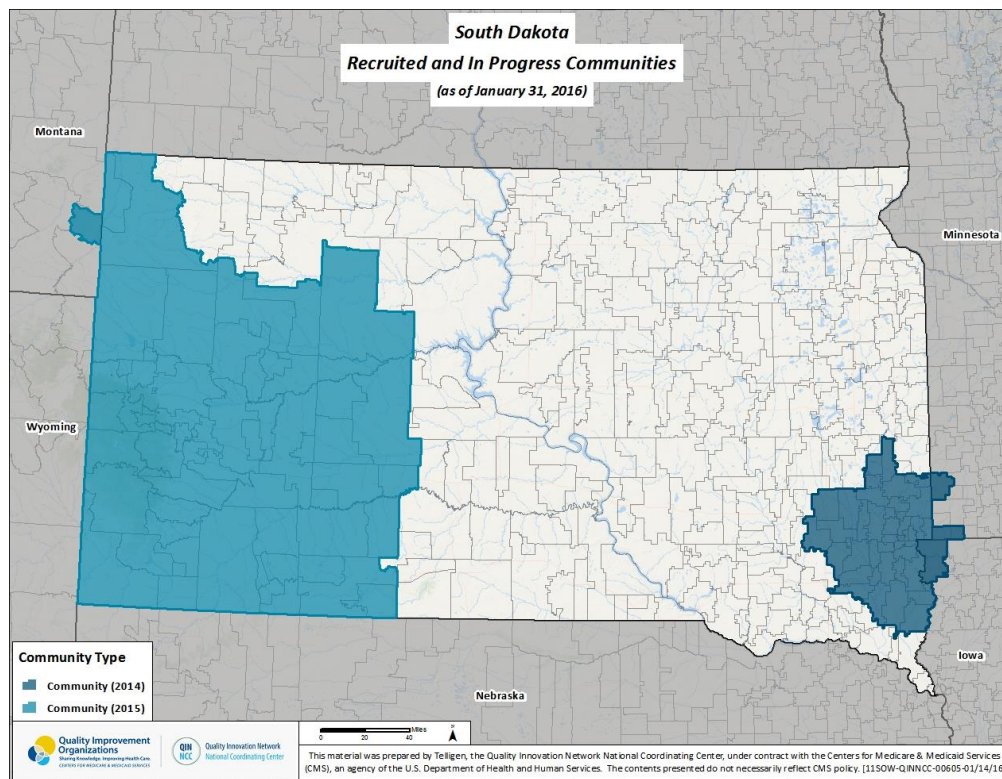 South Dakota
Recruited and In Progress Communities
(as of January 31, 2016)
Montana
Minnesota
Wyoming
Iowa
Nebraska
Community Type
Community (2014)
Community (2015)
Quality Improvement
Organizations
Sharing Knowledge. Improving Health Care.
CENTERS FOR MEDICARE & MEDICAID SERVICES
QIN
NCC
Quality Innovation Network
National Coordinating Center
Miles
0 20 40
N
This material was prepared by Telligen, the Quality Innovation Network National Coordinating Center, under contract with the Centers for Medicare & Medicaid Services
(CMS), an agency of the U.S. Department of Health and Human Services. The contents presented do not necessarily reflect CMS policy. [11SOW-QINNCC-00605-01/14/16